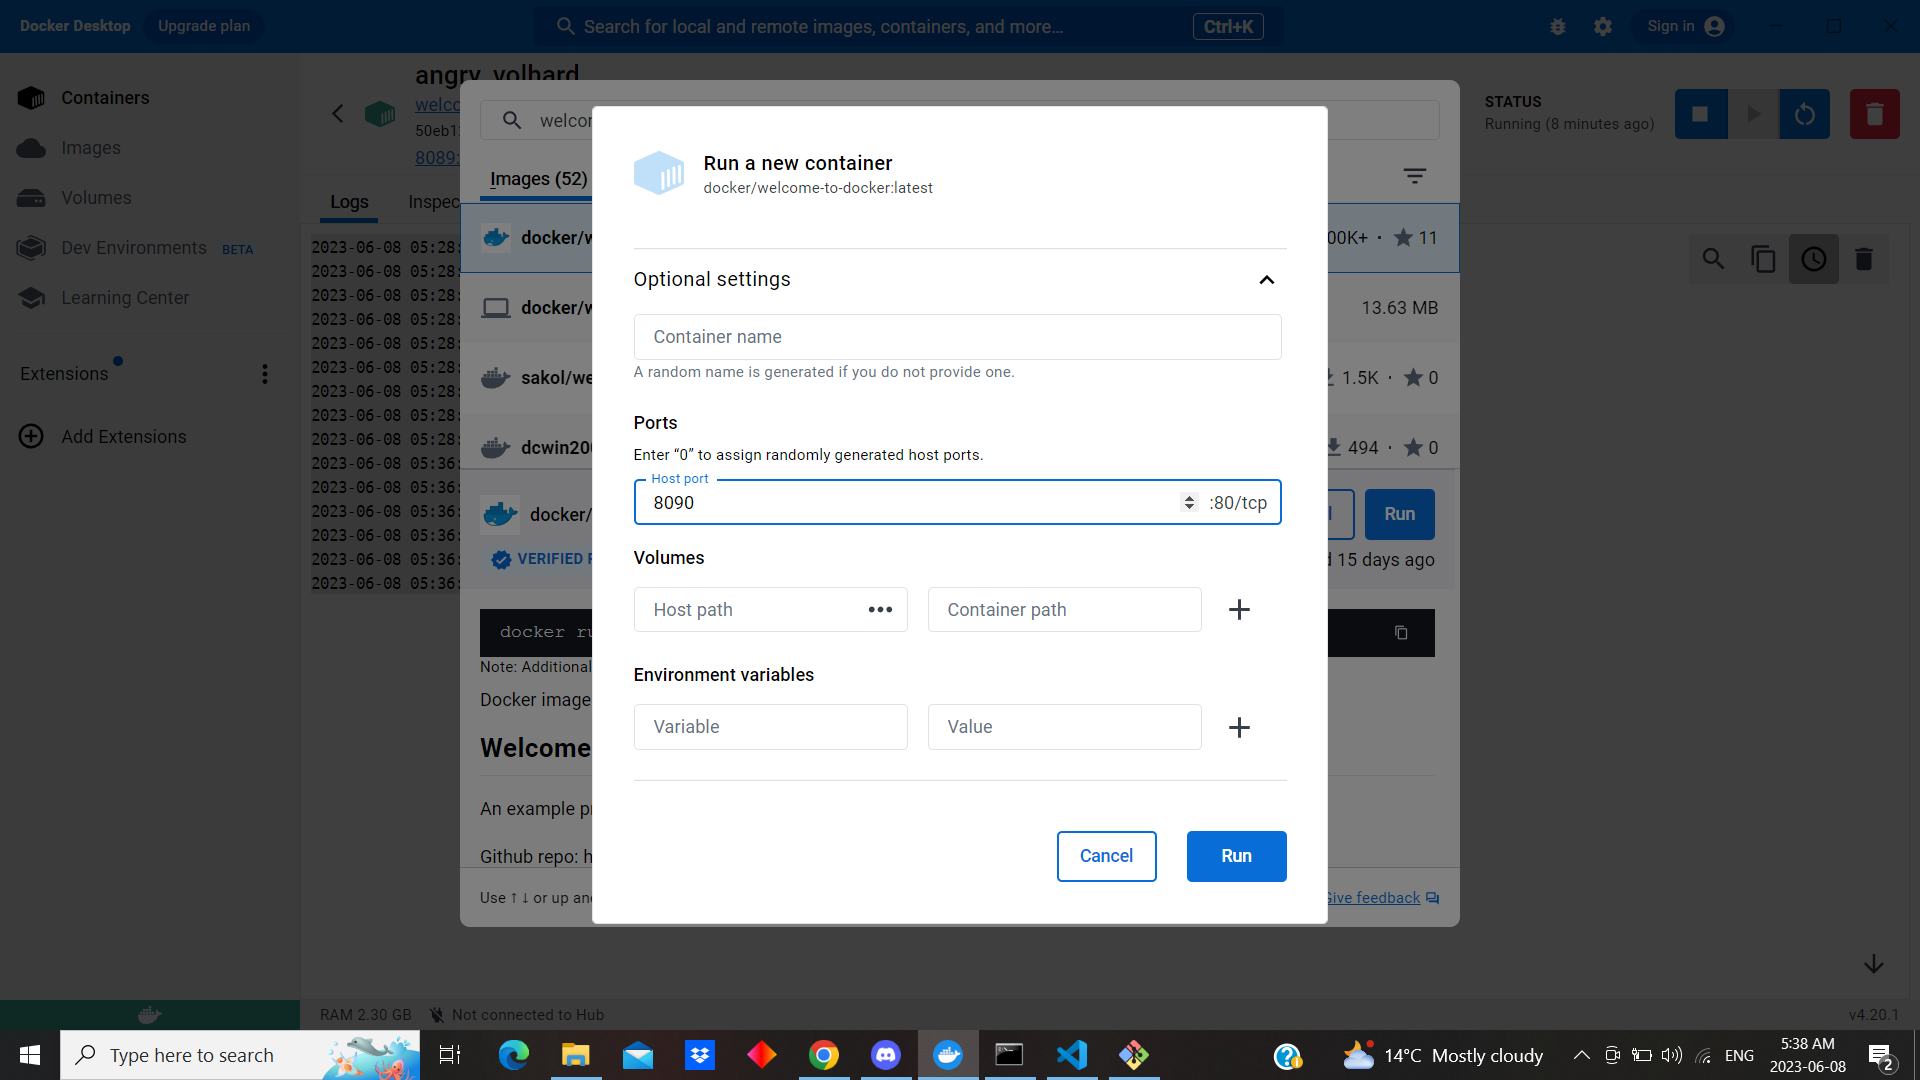 Docker Desktop
Upgrade plan
Search for local and remote images, containers, and more...
Ctrl+K
Sign in
Containers
Images
Volumes
Dev Environments BETA
Learning Center
Extensions
Add Extensions
angry_volhard
8089:
STATUS
Running (8 minutes ago)
Logs
2023-06-08 05:28:
2023-06-08 05:28:
2023-06-08 05:28:
2023-06-08 05:28:
2023-06-08 05:28:
2023-06-08 05:28:
2023-06-08 05:28:
2023-06-08 05:28:
2023-06-08 05:28:
2023-06-08 05:36:
2023-06-08 05:36:
2023-06-08 05:36:
2023-06-08 05:36:
2023-06-08 05:36:
2023-06-08 05:36:
Images (52)
docker/w
00K+ · 11
docker/w
13.63 MB
sakol/we
1.5K · 0
dcwin20
494 · 0
docker/
Run
VERIFIED
15 days ago
docker ru
Note: Additional
Docker image
Welcome
An example
Github repo:
Use ↑ ↓ or up
Give feedback
Run a new container
docker/welcome-to-docker:latest
Optional settings
Container name
A random name is generated if you do not provide one.
Ports
Enter “0” to assign randomly generated host ports.
Host port
8090
:80/tcp
Volumes
Host path ••• Container path
Environment variables
Variable Value
Cancel
Run
RAM 2.30 GB
Not connected to Hub
v4.20.1
Type here to search
14°C Mostly cloudy
ENG
5:38 AM
2023-06-08
2